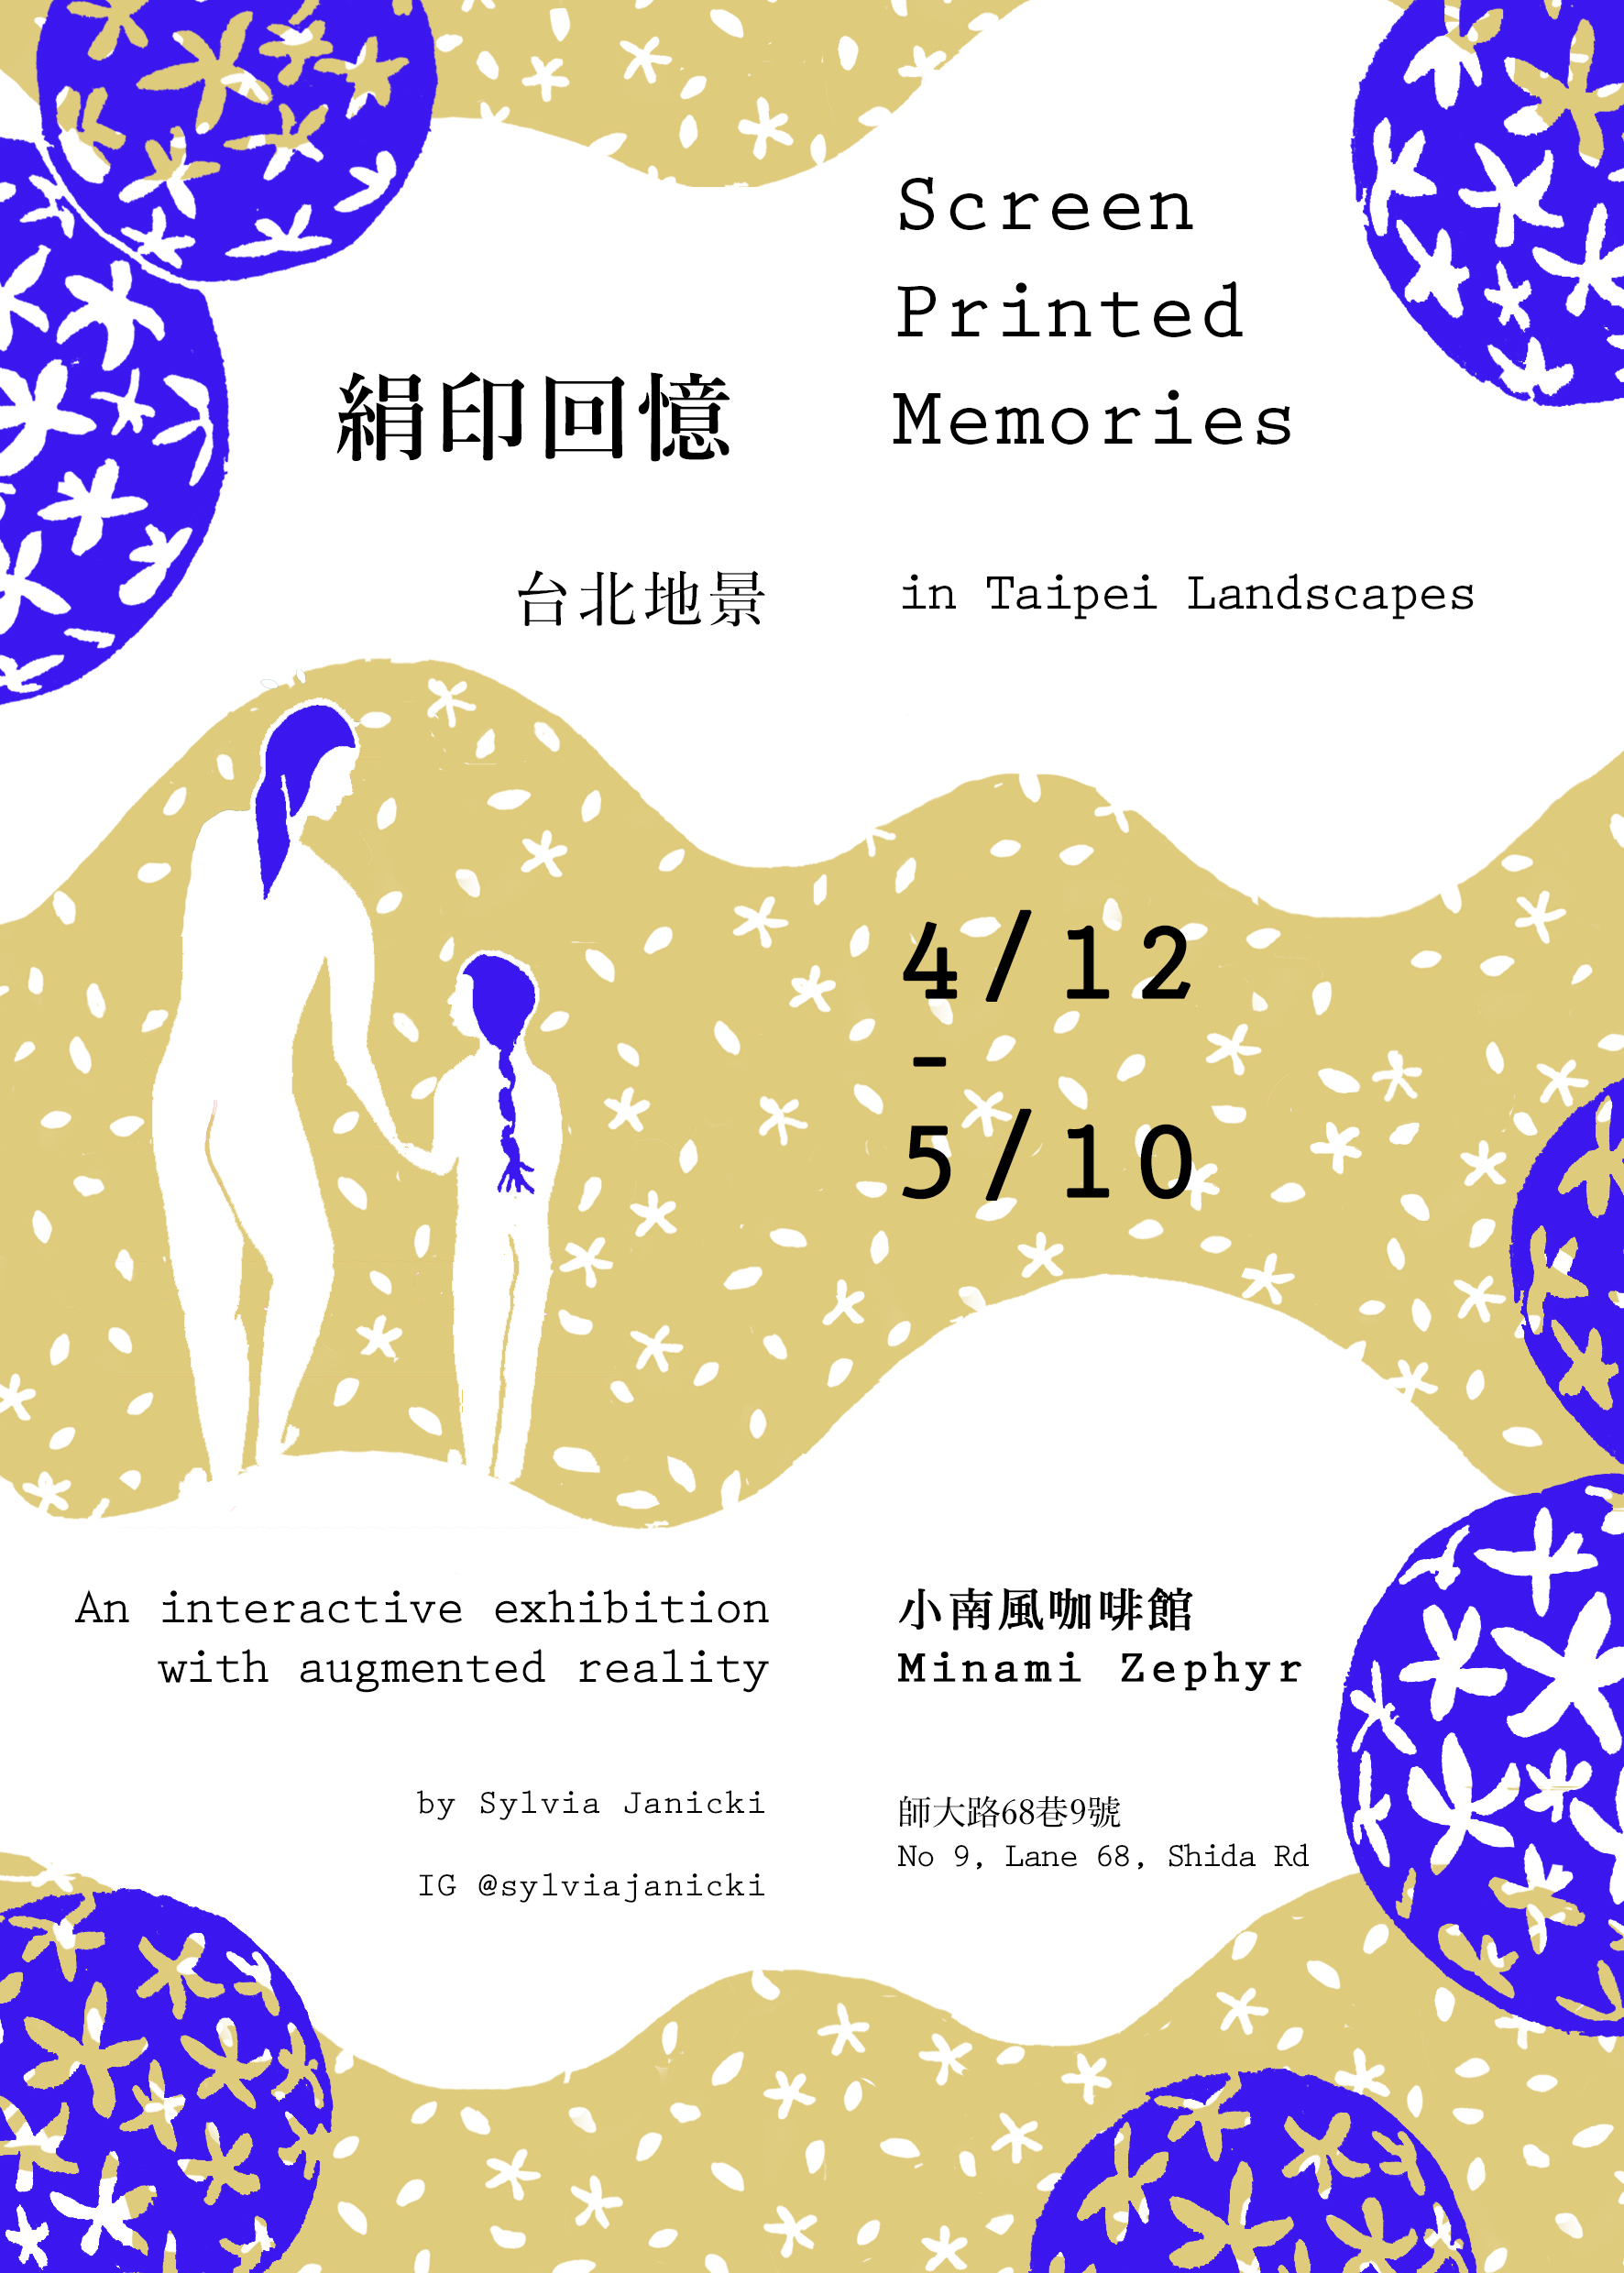 Screen
Printed
Memories
絹印回憶
台北地景
in Taipei Landscapes
4/12
-
5/10
An interactive exhibition
with augmented reality
by Sylvia Janicki
IG @sylviajanicki
小南風咖啡館
Minami Zephyr
師大路68巷9號
No 9, Lane 68, Shida Rd